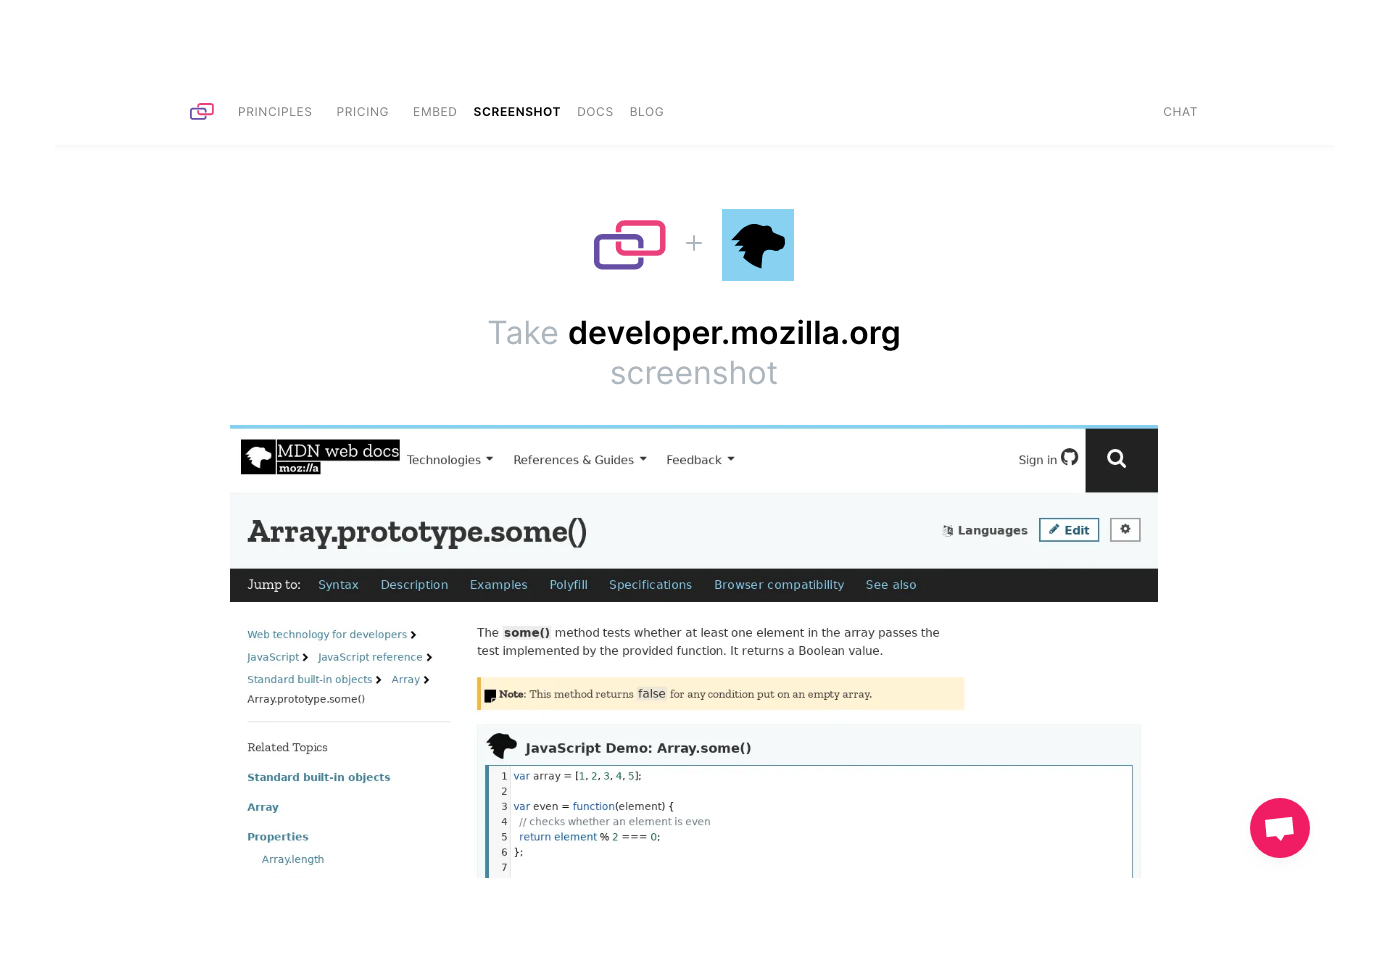 PRINCIPLES PRICING EMBED SCREENSHOT DOCS BLOG CHAT
+
Take developer.mozilla.org
screenshot
MDN web docs
moz://a
Technologies References & Guides Feedback Sign in
Array.prototype.some()
Languages Edit
Jump to: Syntax Description Examples Polyfill Specifications Browser compatibility See also
Web technology for developers
JavaScript JavaScript reference
Standard built-in objects Array
Array.prototype.some()
Related Topics
Standard built-in objects
Array
Properties
Array.length
The some() method tests whether at least one element in the array passes the
test implemented by the provided function. It returns a Boolean value.
Note: This method returns false for any condition put on an empty array.
JavaScript Demo: Array.some()
1 var array = [1, 2, 3, 4, 5];
2
3 var even = function(element) {
4 // checks whether an element is even
5 return element % 2 === 0;
6 };
7